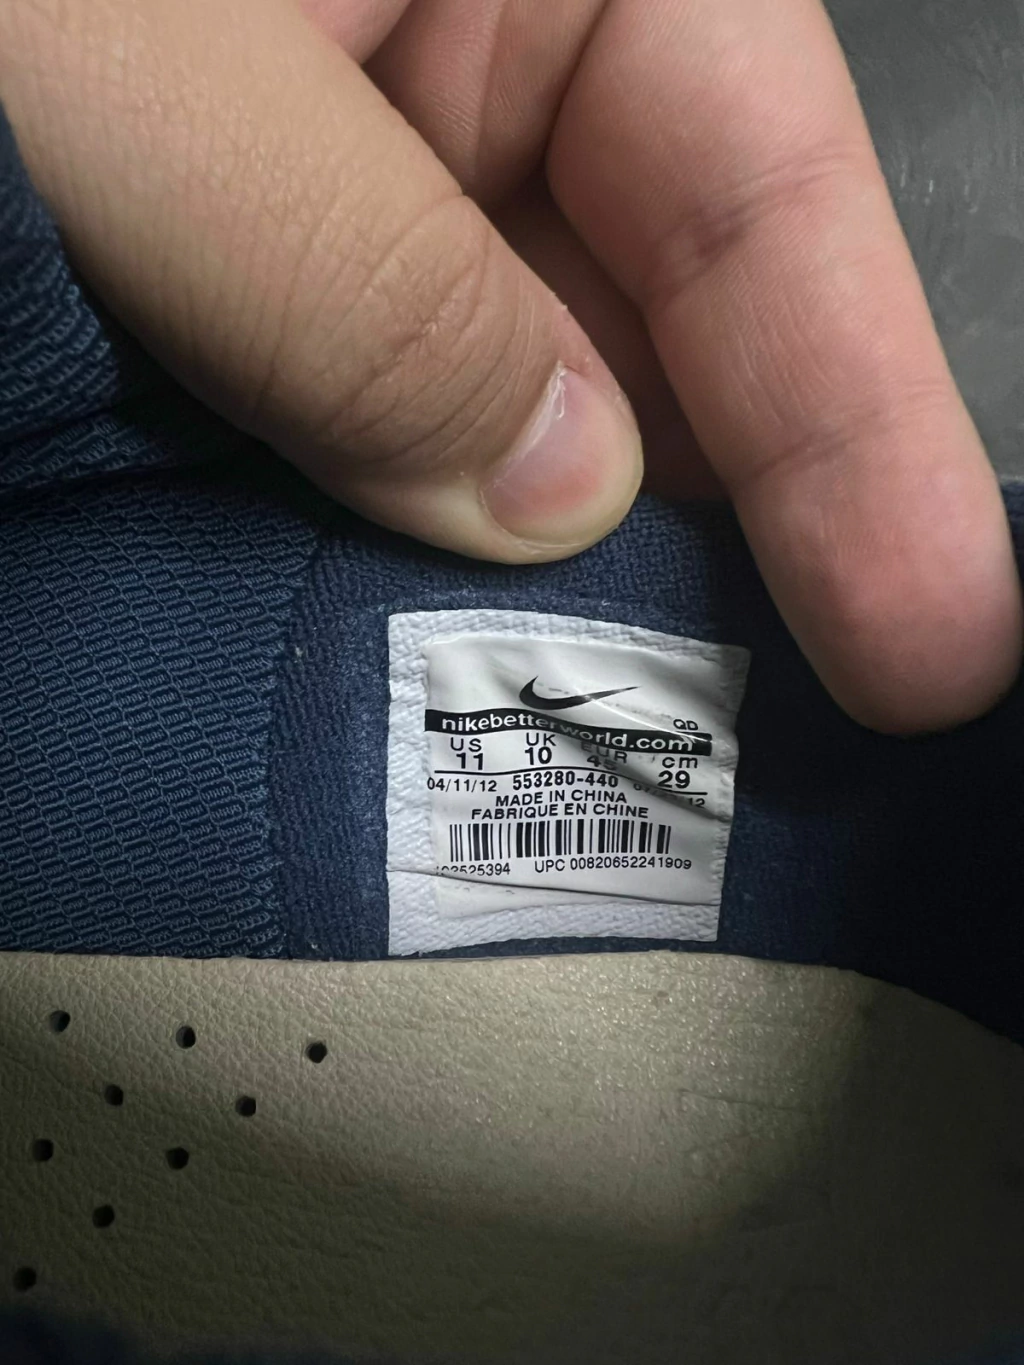 QD
nikebetterworld.com
US UK EUR cm
11 10 29
04/11/12 553280-440
MADE IN CHINA
FABRIQUE EN CHINE
UPC 00820652241909